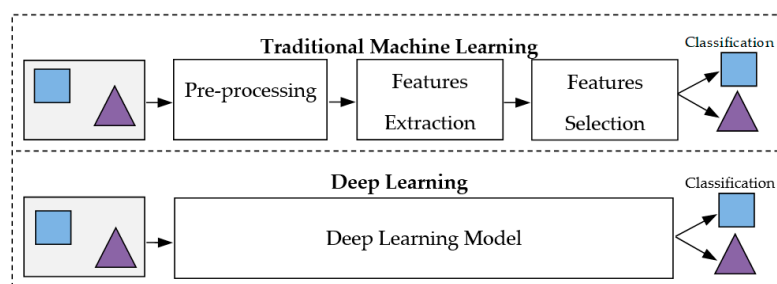 Traditional Machine Learning
Classification
Pre-processing
Features
Extraction
Features
Selection
Deep Learning
Classification
Deep Learning Model